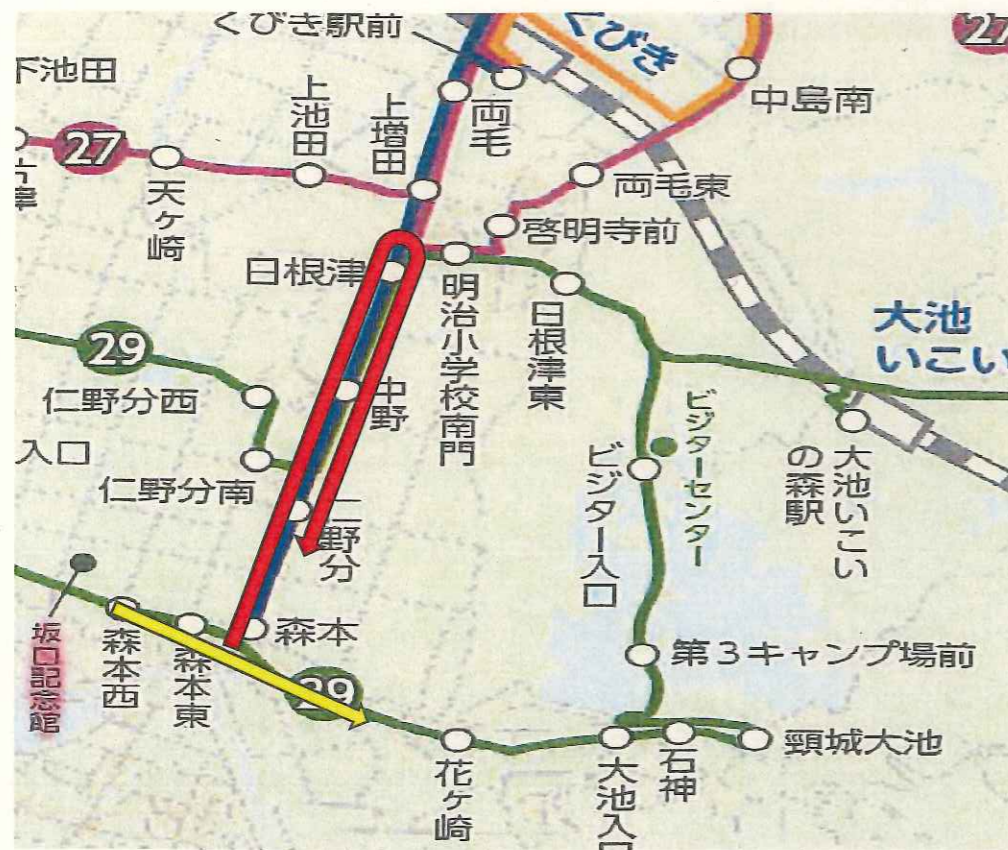 くびき駅前
くびき
27
下池田
上池田
上増田
両毛
中島南
27
天ヶ崎
両毛東
啓明寺前
日根津
明治小学校南門
日根津東
大池
いこい
29
仁野分西
中野
入口
仁野分南
仁野分
ビジターセンター
ビジター入口
大池いこい
の森駅
森本
坂口記念館
森本西
森本東
29
第3キャンプ場前
花ヶ崎
大池入口
石神
頸城大池